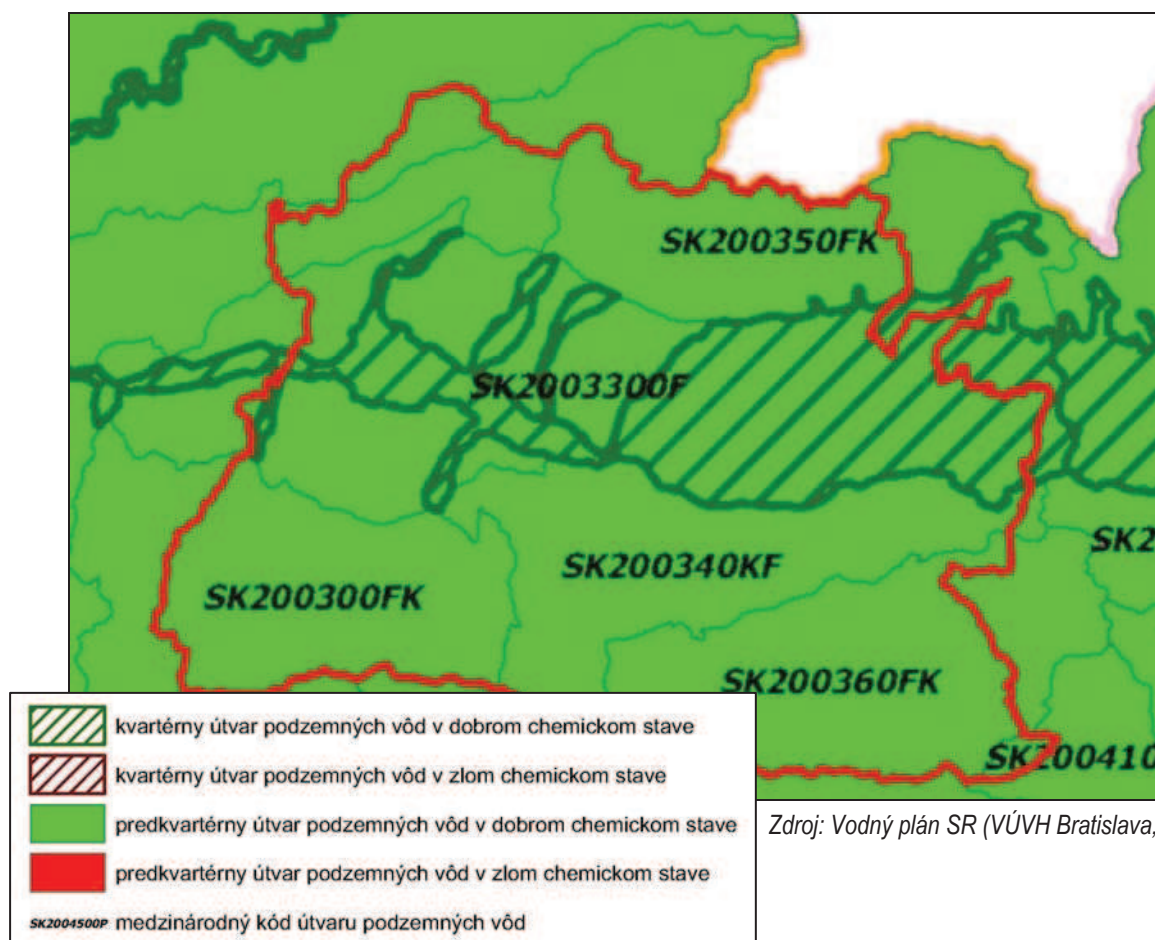 SK200350FK
SK2003300F
SK200340KF
SK2
SK200300FK
SK200360FK
SK200410
kvartérny útvar podzemných vôd v dobrom chemickom stave
kvartérny útvar podzemných vôd v zlom chemickom stave
predkvartérny útvar podzemných vôd v dobrom chemickom stave
Zdroj: Vodný plán SR (VÚVH Bratislava,
predkvartérny útvar podzemných vôd v zlom chemickom stave
SK2004500P medzinárodný kód útvaru podzemných vôd